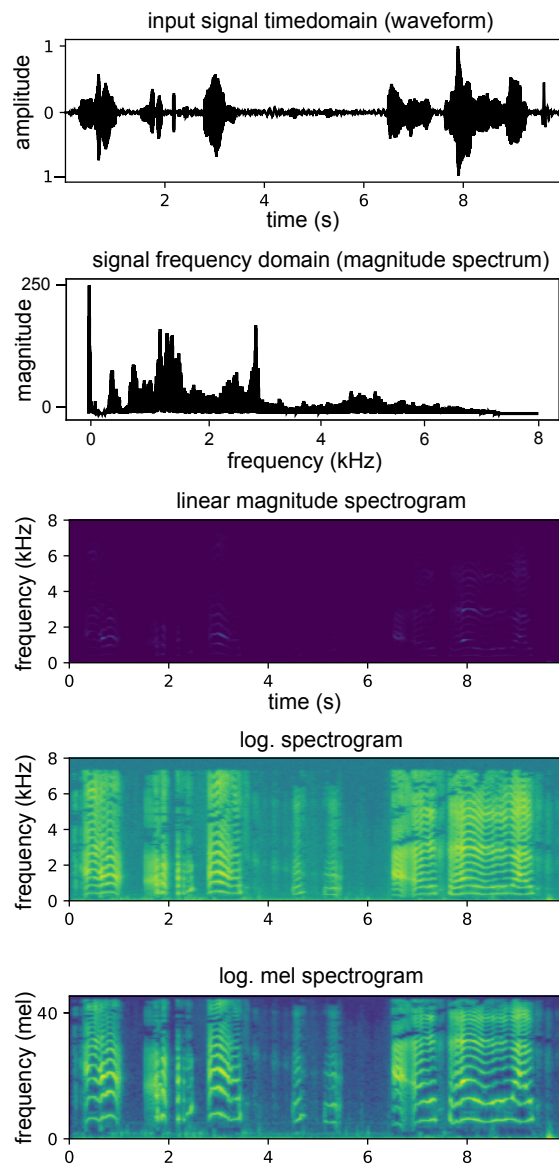 input signal timedomain (waveform)
1
0
1
amplitude
2 4 6 8
time (s)
signal frequency domain (magnitude spectrum)
250
0
magnitude
0 2 4 6 8
frequency (kHz)
linear magnitude spectrogram
8
6
4
2
0
frequency (kHz)
0 2 4 6 8
time (s)
log. spectrogram
8
6
4
2
0
frequency (kHz)
0 2 4 6 8
log. mel spectrogram
40
20
0
frequency (mel)
0 2 4 6 8